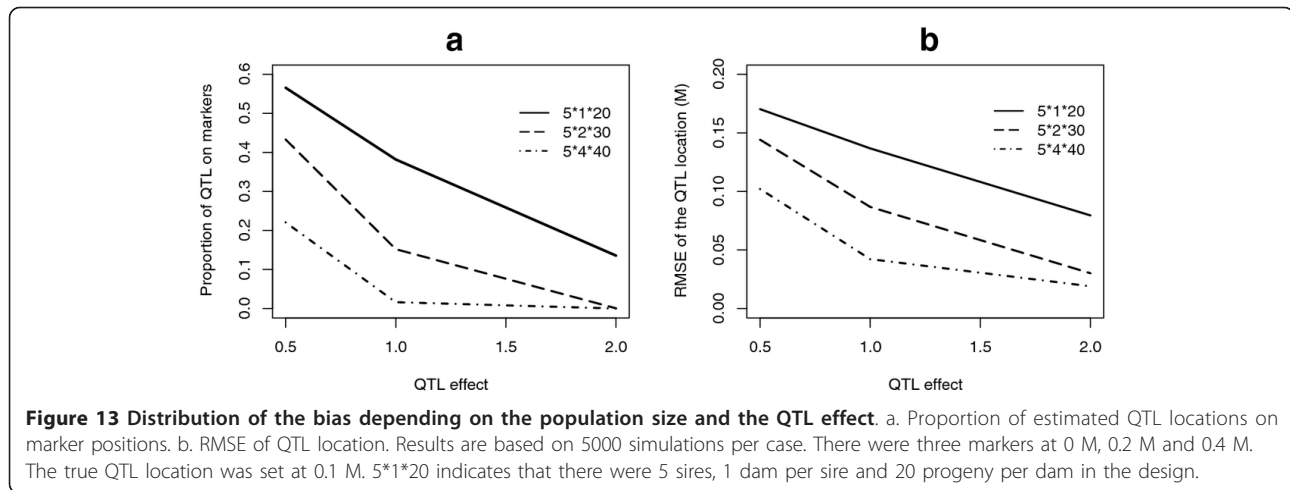 a
Proportion of QTL on markers
0.6
0.5
0.4
0.3
0.2
0.1
0.0
5*1*20
5*2*30
5*4*40
0.5 1.0 1.5 2.0
QTL effect
b
RMSE of the QTL location (M)
0.20
0.15
0.10
0.05
0.00
5*1*20
5*2*30
5*4*40
0.5 1.0 1.5 2.0
QTL effect
Figure 13 Distribution of the bias depending on the population size and the QTL effect. a. Proportion of estimated QTL locations on
marker positions. b. RMSE of QTL location. Results are based on 5000 simulations per case. There were three markers at 0 M, 0.2 M and 0.4 M.
The true QTL location was set at 0.1 M. 5*1*20 indicates that there were 5 sires, 1 dam per sire and 20 progeny per dam in the design.